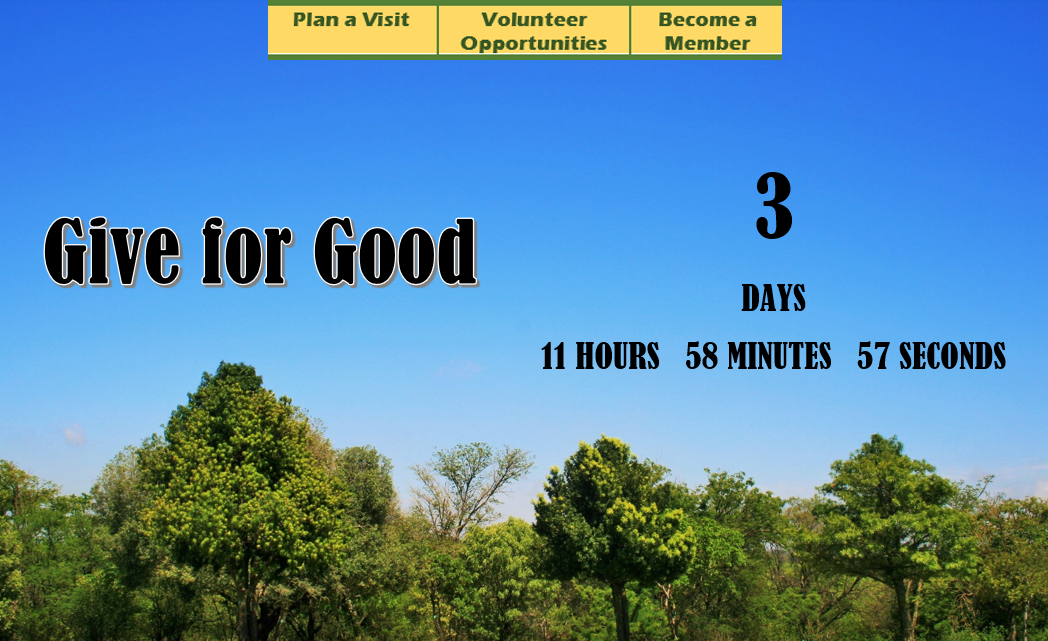 Plan a Visit
Volunteer
Opportunities
Become a
Member
Give for Good
3
DAYS
11 HOURS 58 MINUTES 57 SECONDS